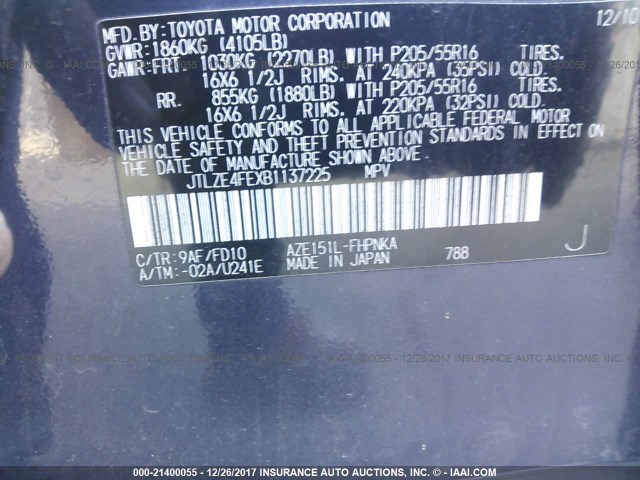 MFD.BY:TOYOTA MOTOR CORPORATION 12/10
GVWR:1860KG (4105LB)
GAWR:FRT. 1030KG (2270LB) WITH P205/55R16 TIRES.
16X6 1/2J RIMS. AT 240KPA (35PSI) COLD.
RR. 855KG (1880LB) WITH P205/55R16 TIRES.
16X6 1/2J RIMS. AT 220KPA (32PSI) COLD.
THIS VEHICLE CONFORMS TO ALL APPLICABLE FEDERAL MOTOR
VEHICLE SAFETY AND THEFT PREVENTION STANDARDS IN EFFECT
ON THE DATE OF MANUFACTURE SHOWN ABOVE.
JTLZE4FEXB1137225 MPV
C/TR:9AF/FD10 AZE151L-FHPNKA
A/TM:-02A/U241E MADE IN JAPAN 788 J
000-21400055 - 12/26/2017 INSURANCE AUTO AUCTIONS, INC. © - IAAI.COM